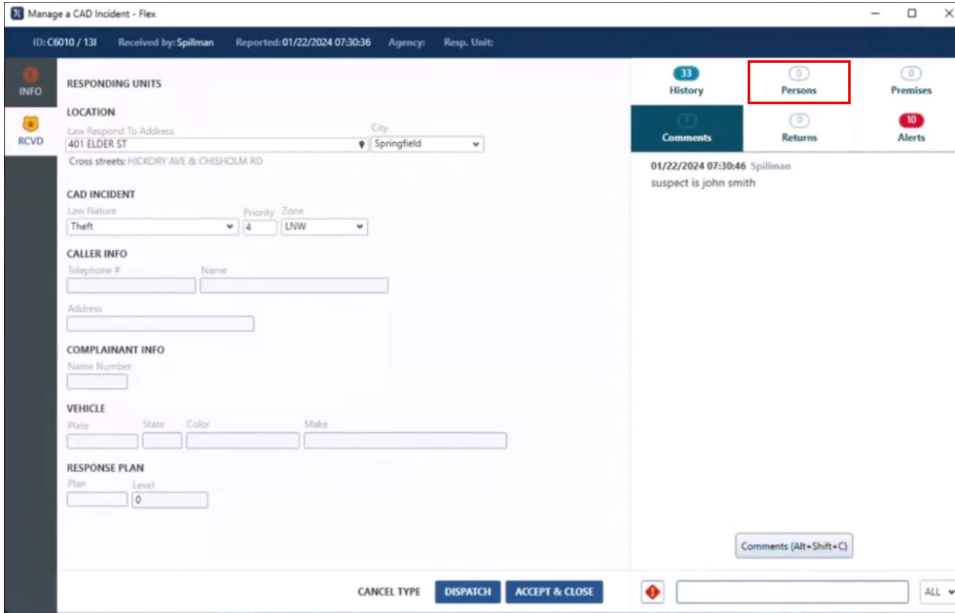 Manage a CAD Incident - Flex
ID: C6010 / 13I Received by: Spillman Reported: 01/22/2024 07:30:36 Agency: Resp. Unit:
INFO
RCVD
RESPONDING UNITS
LOCATION
Law Respond To Address City
401 ELDER ST Springfield
Cross streets: HICKORY AVE & CHISHOLM RD
CAD INCIDENT
Law Nature Priority Zone
Theft 4 LNW
CALLER INFO
Telephone # Name
Address
COMPLAINANT INFO
Name Number
VEHICLE
Plate State Color Make
RESPONSE PLAN
Plan Level
0
CANCEL TYPE DISPATCH ACCEPT & CLOSE
33 0 0
History Persons Premises
1 0 10
Comments Returns Alerts
01/22/2024 07:30:46 Spillman
suspect is john smith
Comments (Alt+Shift+C)
ALL